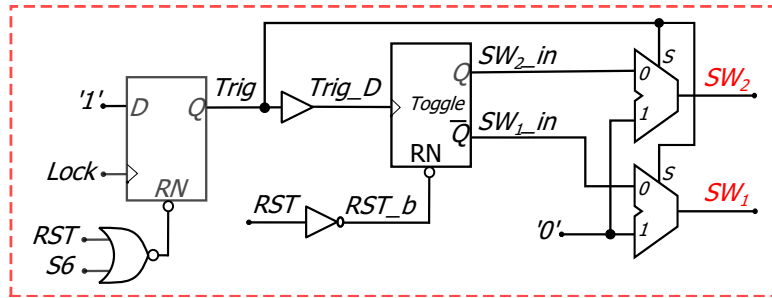 '1'
D
Q
Trig
Trig_D
Lock
RN
RST
S6
Q
Toggle
Q̅
RN
RST
RST_b
SW2_in
SW1_in
S
0
1
SW2
S
0
1
SW1
'0'